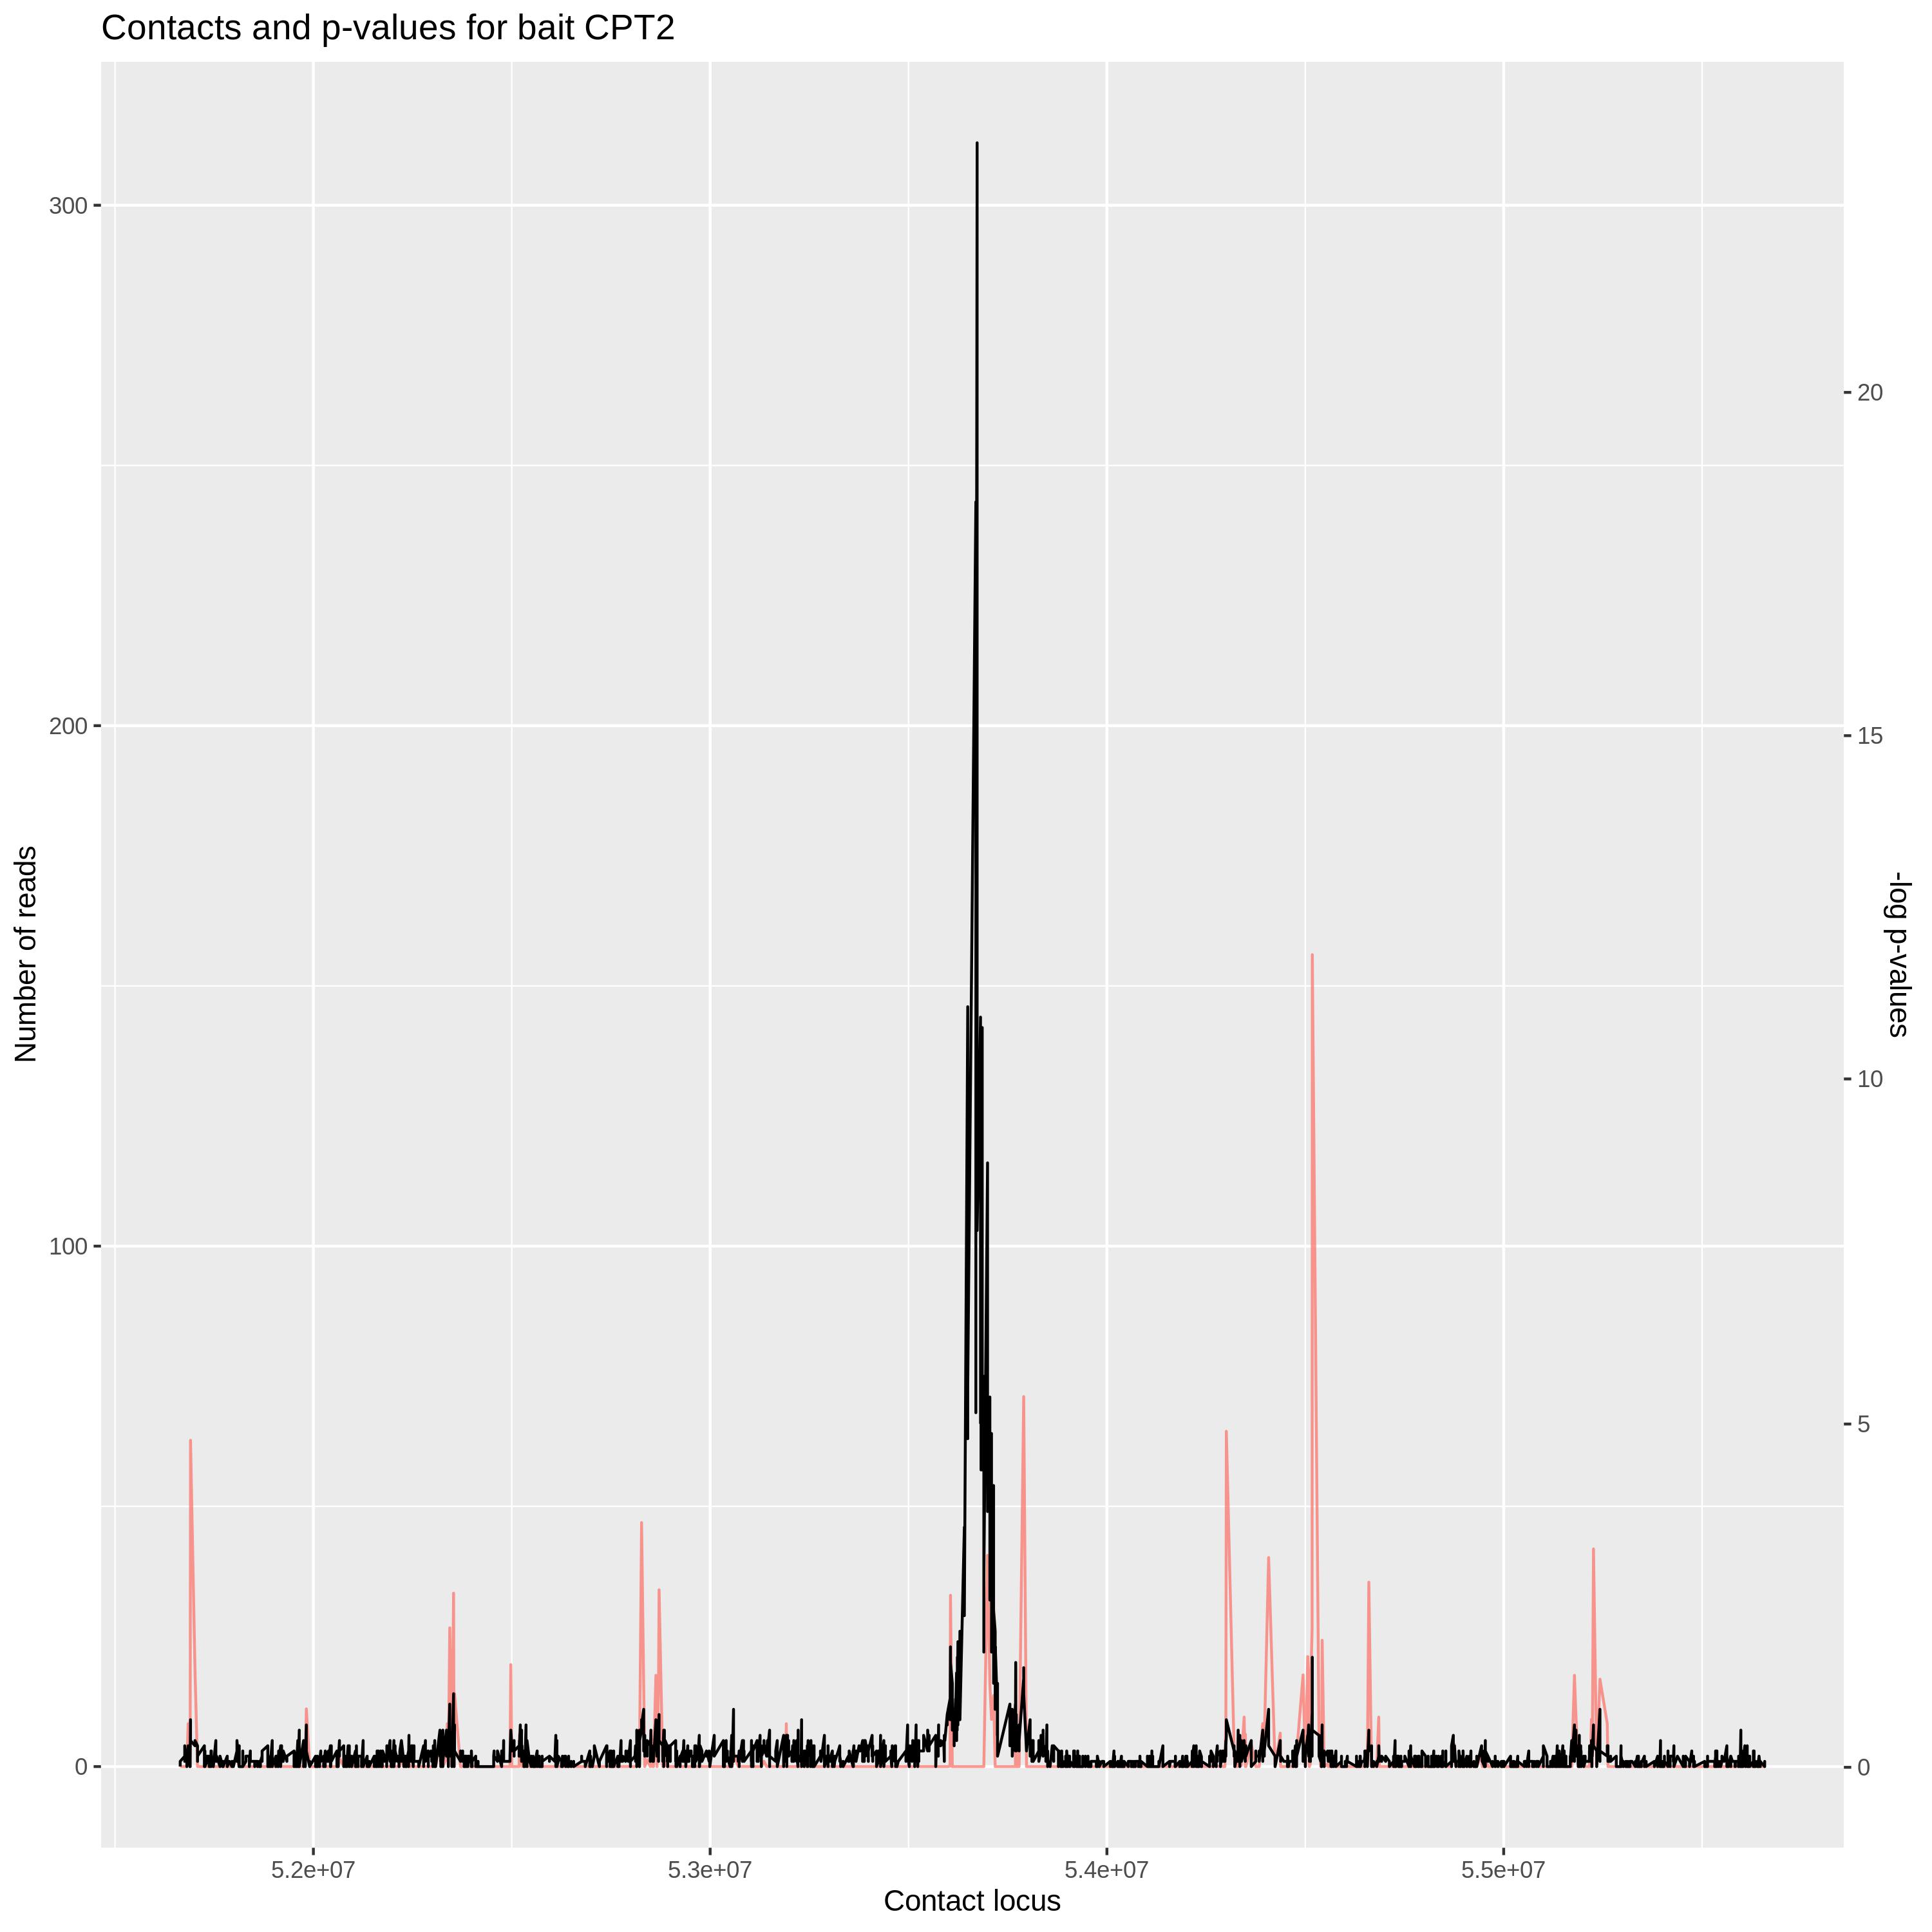 Contacts and p-values for bait CPT2
300
200
100
0
Number of reads
20
15
10
5
0
-log p-values
5.2e+07
5.3e+07
5.4e+07
5.5e+07
Contact locus